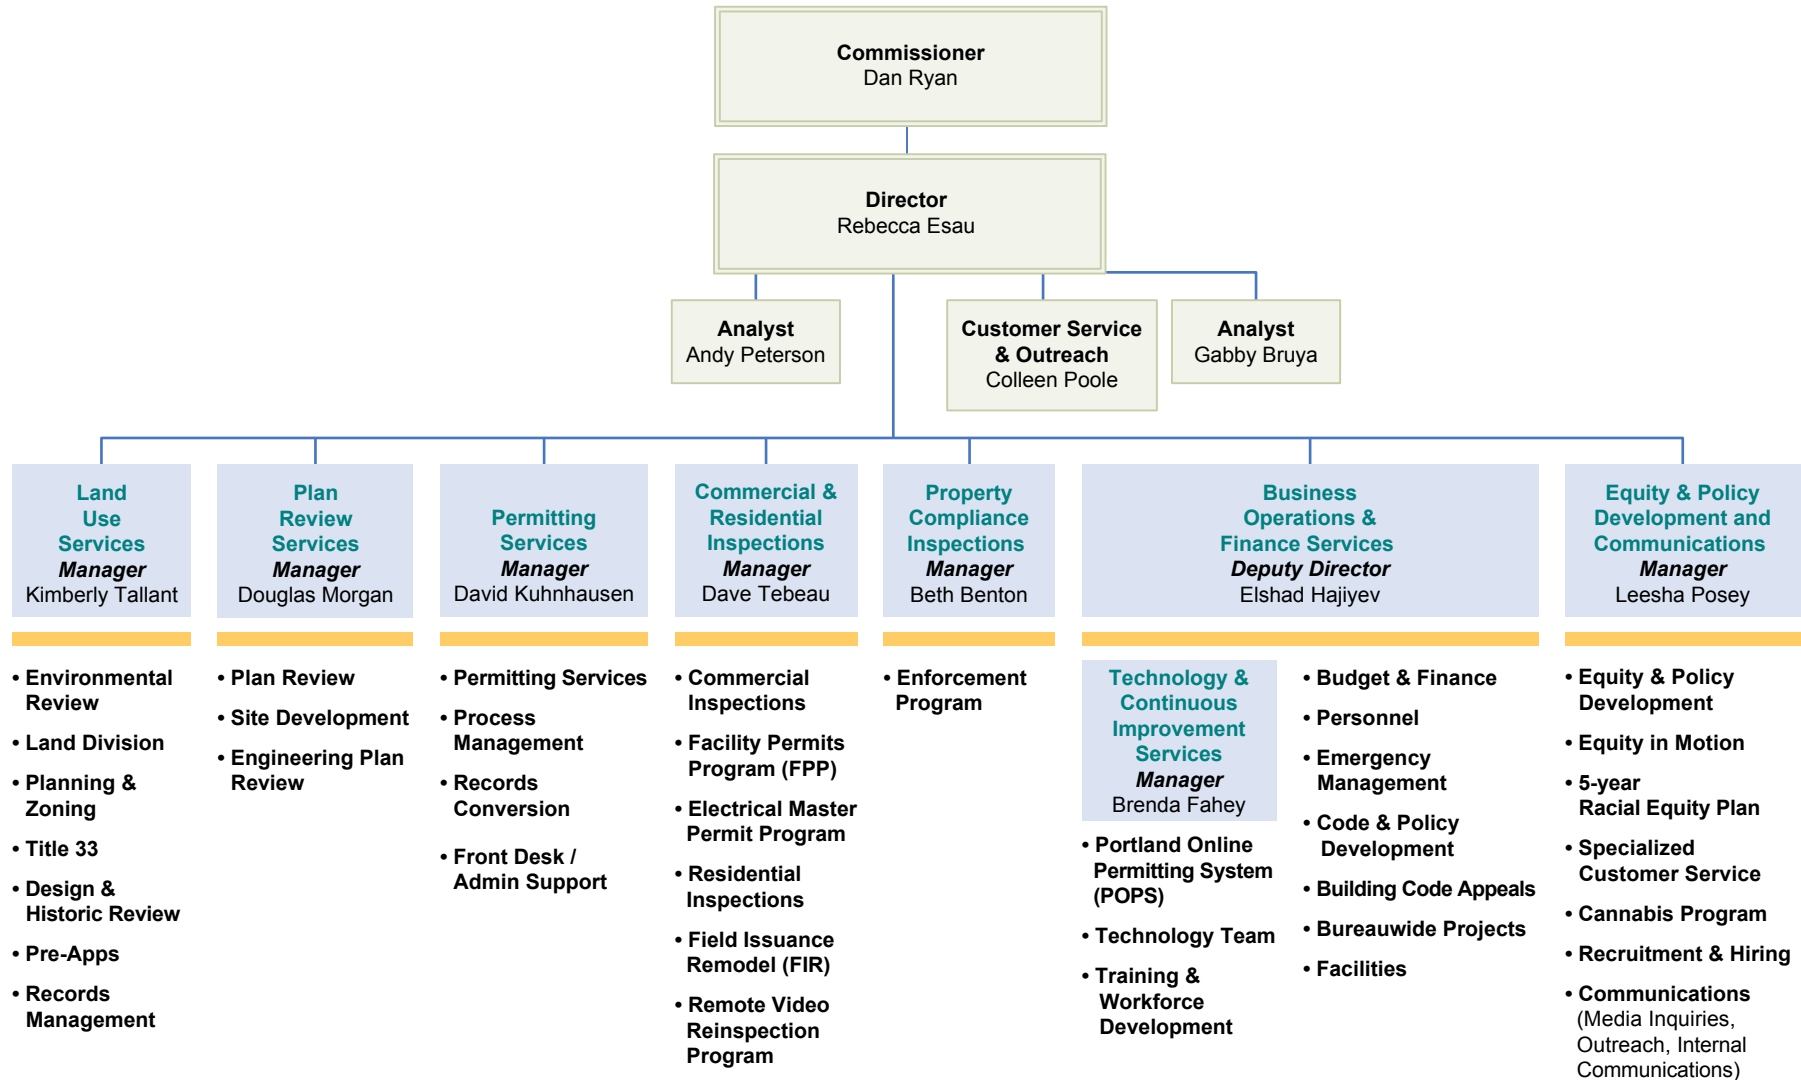 Commissioner
Dan Ryan
Director
Rebecca Esau
Analyst
Andy Peterson
Customer Service
& Outreach
Colleen Poole
Analyst
Gabby Bruya
Land
Use
Services
Manager
Kimberly Tallant
• Environmental
Review
• Land Division
• Planning &
Zoning
• Title 33
• Design &
Historic Review
• Pre-Apps
• Records
Management
Plan
Review
Services
Manager
Douglas Morgan
• Plan Review
• Site Development
• Engineering Plan
Review
Permitting
Services
Manager
David Kuhnhausen
• Permitting Services
• Process
Management
• Records
Conversion
• Front Desk /
Admin Support
Commercial &
Residential
Inspections
Manager
Dave Tebeau
• Commercial
Inspections
• Facility Permits
Program (FPP)
• Electrical Master
Permit Program
• Residential
Inspections
• Field Issuance
Remodel (FIR)
• Remote Video
Reinspection
Program
Property
Compliance
Inspections
Manager
Beth Benton
• Enforcement
Program
Business
Operations &
Finance Services
Deputy Director
Elshad Hajiyev
Technology &
Continuous
Improvement
Services
Manager
Brenda Fahey
• Portland Online
Permitting System
(POPS)
• Technology Team
• Training &
Workforce
Development
• Budget & Finance
• Personnel
• Emergency
Management
• Code & Policy
Development
• Building Code Appeals
• Bureauwide Projects
• Facilities
Equity & Policy
Development and
Communications
Manager
Leesha Posey
• Equity & Policy
Development
• Equity in Motion
• 5-year
Racial Equity Plan
• Specialized
Customer Service
• Cannabis Program
• Recruitment & Hiring
• Communications
(Media Inquiries,
Outreach, Internal
Communications)